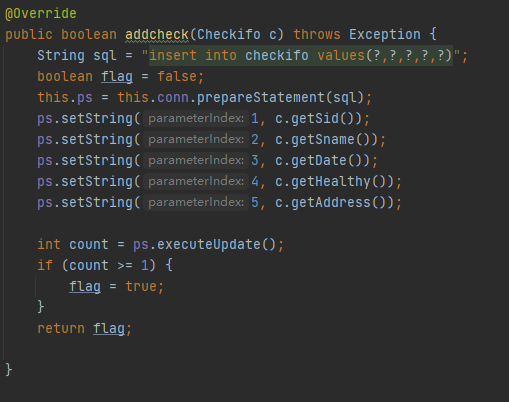 @Override
public boolean addcheck(Checkifo c) throws Exception {
    String sql = "insert into checkifo values(?,?,?,?,?)";
    boolean flag = false;
    this.ps = this.conn.prepareStatement(sql);
    ps.setString( parameterIndex: 1, c.getSid());
    ps.setString( parameterIndex: 2, c.getSname());
    ps.setString( parameterIndex: 3, c.getDate());
    ps.setString( parameterIndex: 4, c.getHealthy());
    ps.setString( parameterIndex: 5, c.getAddress());
    int count = ps.executeUpdate();
    if (count >= 1) {
        flag = true;
    }
    return flag;
}